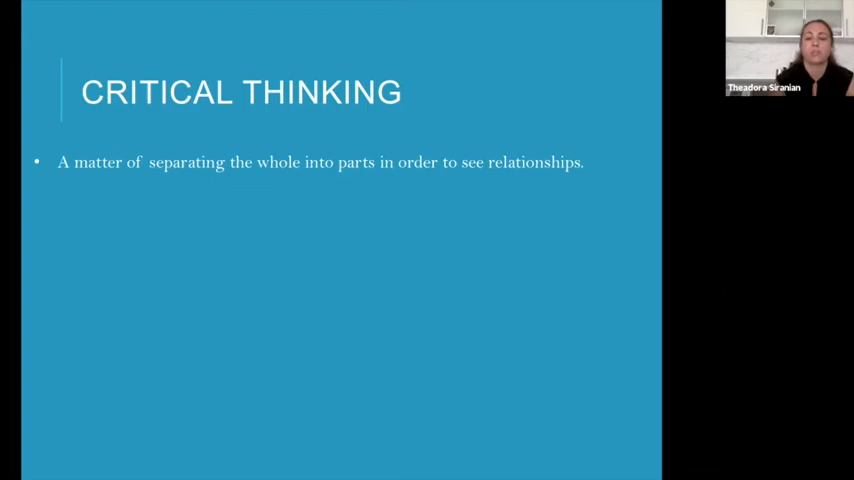 CRITICAL THINKING
• A matter of separating the whole into parts in order to see relationships.
Theadora Siranian